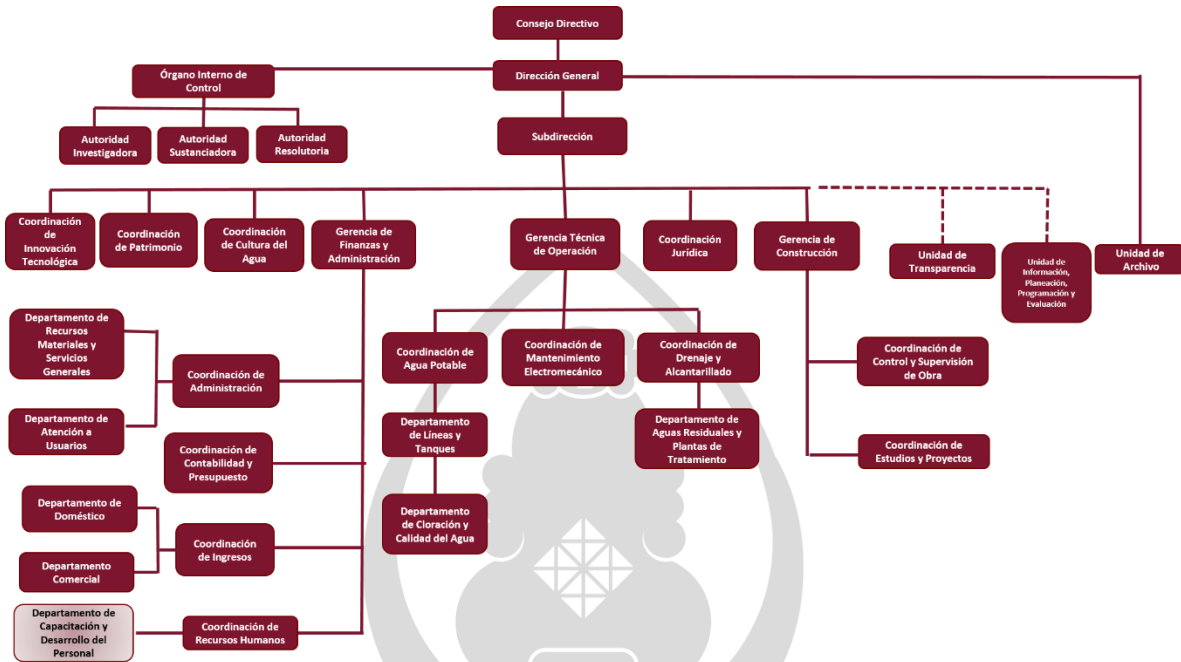 Consejo Directivo
Órgano Interno de
Control
Dirección General
Autoridad
Investigadora
Autoridad
Sustanciadora
Autoridad
Resolutoria
Subdirección
Coordinación
de
Innovación
Tecnológica
Coordinación
de Patrimonio
Coordinación
de Cultura del
Agua
Gerencia de
Finanzas y
Administración
Gerencia Técnica
de Operación
Coordinación
Jurídica
Gerencia de
Construcción
Unidad de
Transparencia
Unidad de
Información,
Planeación,
Programación y
Evaluación
Unidad de
Archivo
Departamento de
Recursos
Materiales y
Servicios
Generales
Coordinación de
Administración
Departamento de
Atención a
Usuarios
Coordinación de
Contabilidad y
Presupuesto
Departamento de
Doméstico
Coordinación
de Ingresos
Departamento
Comercial
Departamento de
Capacitación y
Desarrollo del
Personal
Coordinación de
Recursos Humanos
Coordinación de
Agua Potable
Coordinación de
Mantenimiento
Electromecánico
Coordinación de
Drenaje y
Alcantarillado
Departamento
de Líneas y
Tanques
Departamento de
Aguas Residuales y
Plantas de
Tratamiento
Departamento
de Cloración y
Calidad del Agua
Coordinación de
Control y Supervisión
de Obra
Coordinación de
Estudios y Proyectos